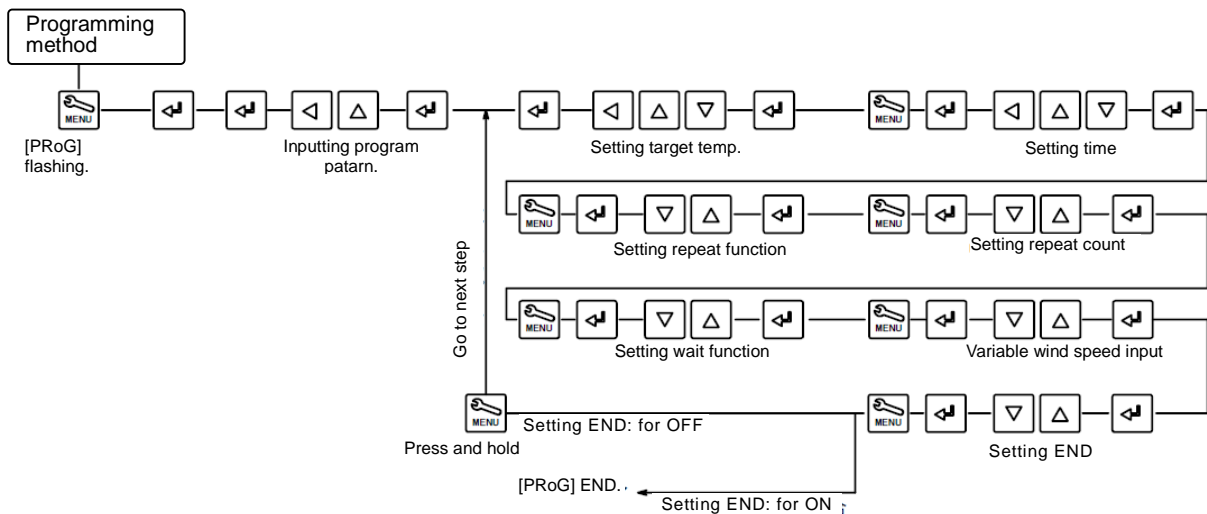 Programming
method
MENU
[PRoG]
flashing.
Inputting program
patarn.
Setting target temp.
MENU
Setting time
MENU
Setting repeat function
MENU
Setting repeat count
MENU
Setting wait function
MENU
Variable wind speed input
Go to next step
MENU
Press and hold
Setting END: for OFF
MENU
Setting END
[PRoG] END.
Setting END: for ON